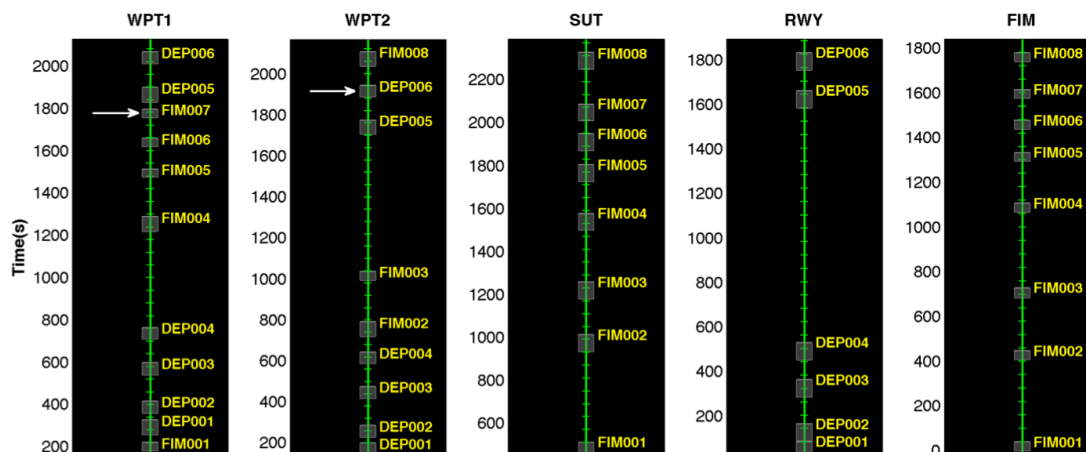 WPT1
WPT2
SUT
RWY
FIM
Time(s)
2000
1800
1600
1400
1200
1000
800
600
400
200
DEP006
DEP005
FIM007
FIM006
FIM005
FIM004
DEP004
DEP003
DEP002
DEP001
FIM001
2000
1800
1600
1400
1200
1000
800
600
400
200
FIM008
DEP006
DEP005
FIM003
FIM002
DEP004
DEP003
DEP002
DEP001
2200
2000
1800
1600
1400
1200
1000
800
600
FIM008
FIM007
FIM006
FIM005
FIM004
FIM003
FIM002
FIM001
1800
1600
1400
1200
1000
800
600
400
200
DEP006
DEP005
DEP004
DEP003
DEP002
DEP001
1800
1600
1400
1200
1000
800
600
400
200
0
FIM008
FIM007
FIM006
FIM005
FIM004
FIM003
FIM002
FIM001